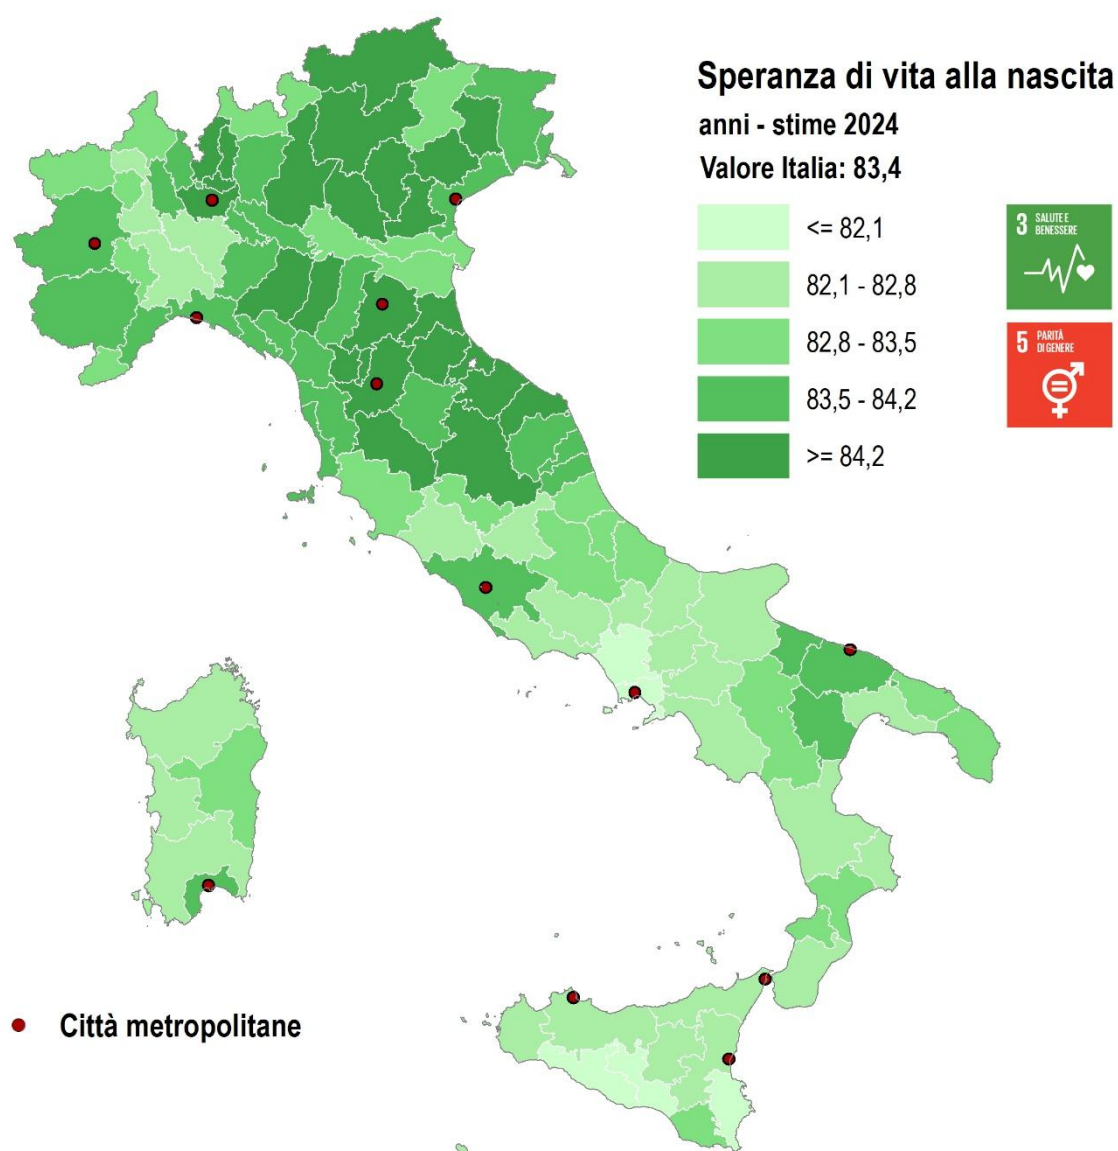 Speranza di vita alla nascita
anni - stime 2024
Valore Italia: 83,4
<= 82,1
82,1 - 82,8
82,8 - 83,5
83,5 - 84,2
>= 84,2
3 SALUTE E
BENESSERE
5 PARITÀ
DI GENERE
Città metropolitane